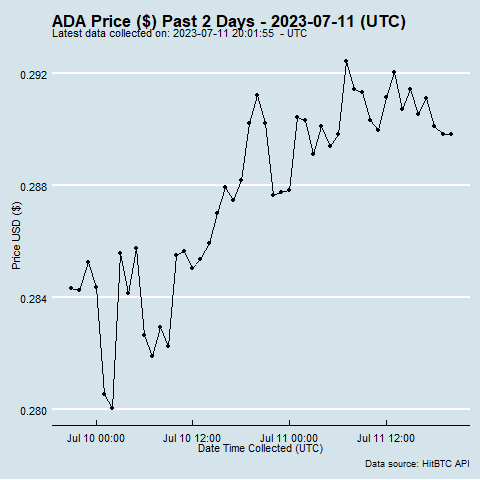 ADA Price ($) Past 2 Days - 2023-07-11 (UTC)
Latest data collected on: 2023-07-11 20:01:55 - UTC
0.292
0.288
0.284
0.280
Price USD ($)
Jul 10 00:00 Jul 10 12:00 Jul 11 00:00 Jul 11 12:00
Date Time Collected (UTC)
Data source: HitBTC API